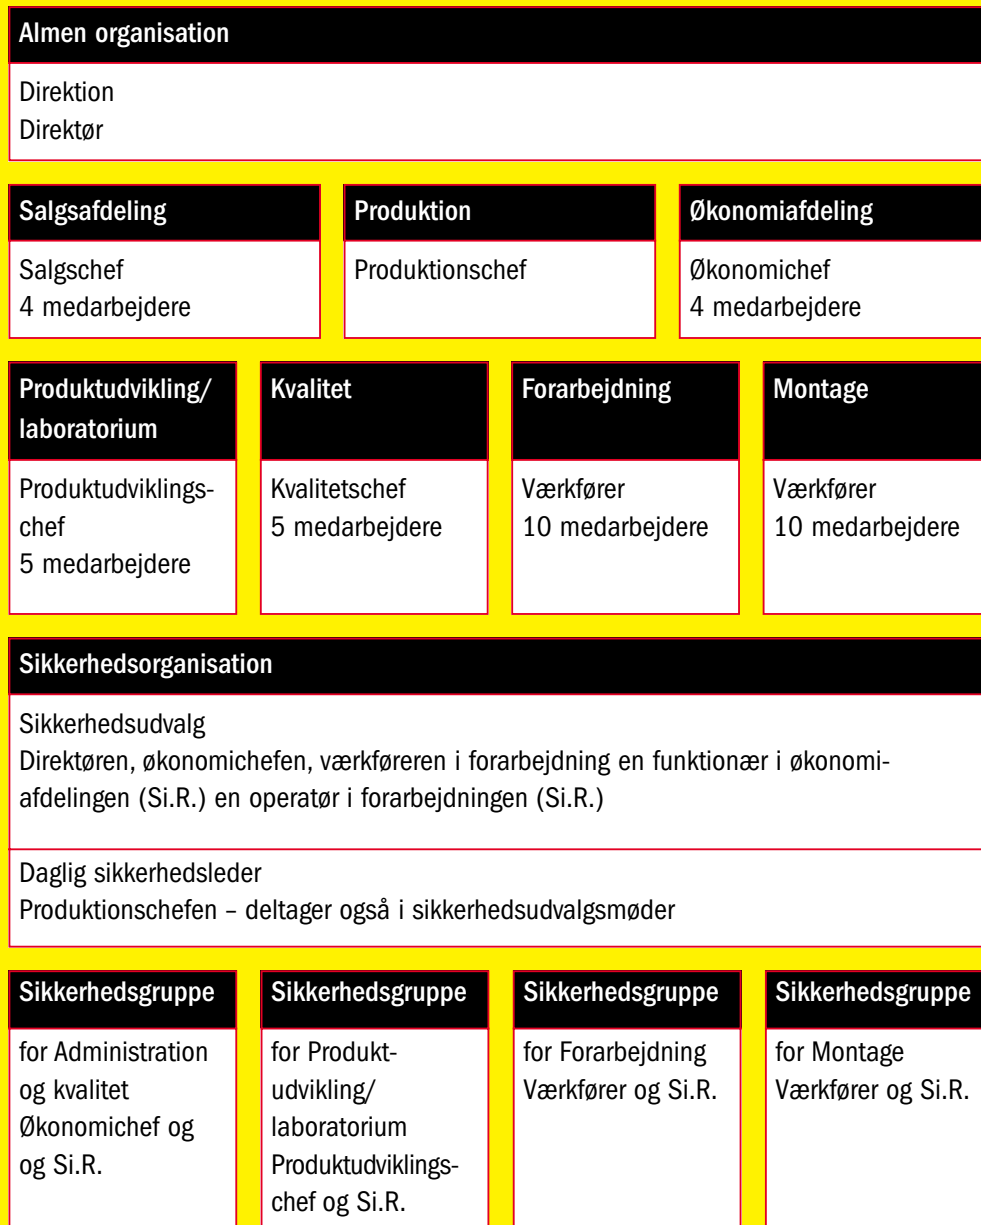 Almen organisation
Direktion
Direktør
Salgsafdeling
Salgschef
4 medarbejdere
Produktion
Produktionschef
Økonomiafdeling
Økonomichef
4 medarbejdere
Produktudvikling/
laboratorium
Produktudviklings-
chef
5 medarbejdere
Kvalitet
Kvalitetschef
5 medarbejdere
Forarbejdning
Værkfører
10 medarbejdere
Montage
Værkfører
10 medarbejdere
Sikkerhedsorganisation
Sikkerhedsudvalg
Direktøren, økonomichefen, værkføreren i forarbejdning en funktionær i økonomi-
afdelingen (Si.R.) en operatør i forarbejdningen (Si.R.)
Daglig sikkerhedsleder
Produktionschefen – deltager også i sikkerhedsudvalgsmøder
Sikkerhedsgruppe
for Administration
og kvalitet
Økonomichef og
og Si.R.
Sikkerhedsgruppe
for Produkt-
udvikling/
laboratorium
Produktudviklings-
chef og Si.R.
Sikkerhedsgruppe
for Forarbejdning
Værkfører og Si.R.
Sikkerhedsgruppe
for Montage
Værkfører og Si.R.